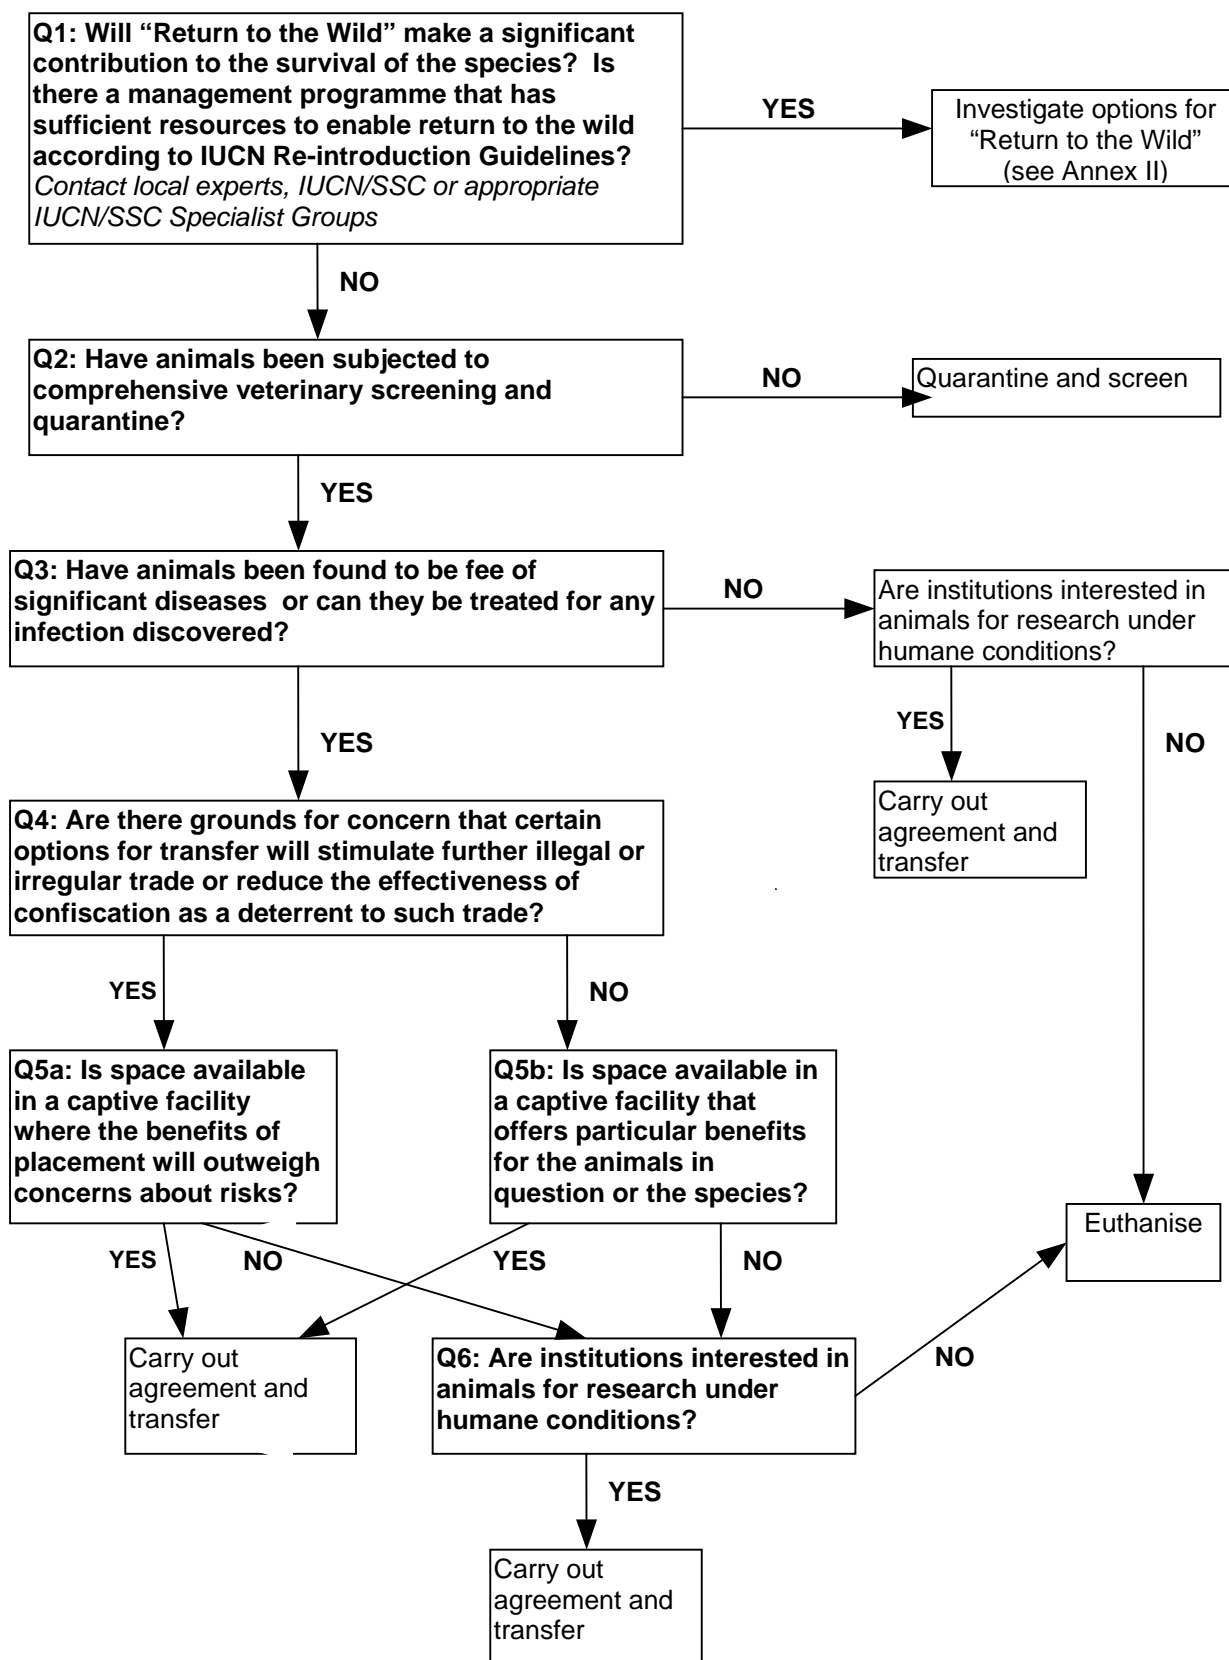 Q1: Will “Return to the Wild” make a significant
contribution to the survival of the species?  Is
there a management programme that has
sufficient resources to enable return to the wild
according to IUCN Re-introduction Guidelines?
Contact local experts, IUCN/SSC or appropriate
IUCN/SSC Specialist Groups
YES
Investigate options for
“Return to the Wild”
(see Annex II)
NO
Q2: Have animals been subjected to
comprehensive veterinary screening and
quarantine?
NO
Quarantine and screen
YES
Q3: Have animals been found to be fee of
significant diseases  or can they be treated for any
infection discovered?
NO
Are institutions interested in
animals for research under
humane conditions?
YES
YES
NO
Carry out
agreement and
transfer
Q4: Are there grounds for concern that certain
options for transfer will stimulate further illegal or
irregular trade or reduce the effectiveness of
confiscation as a deterrent to such trade?
YES
NO
Q5a: Is space available
in a captive facility
where the benefits of
placement will outweigh
concerns about risks?
Q5b: Is space available in
a captive facility that
offers particular benefits
for the animals in
question or the species?
Euthanise
YES
NO
YES
NO
Carry out
agreement and
transfer
Q6: Are institutions interested in
animals for research under
humane conditions?
NO
YES
Carry out
agreement and
transfer